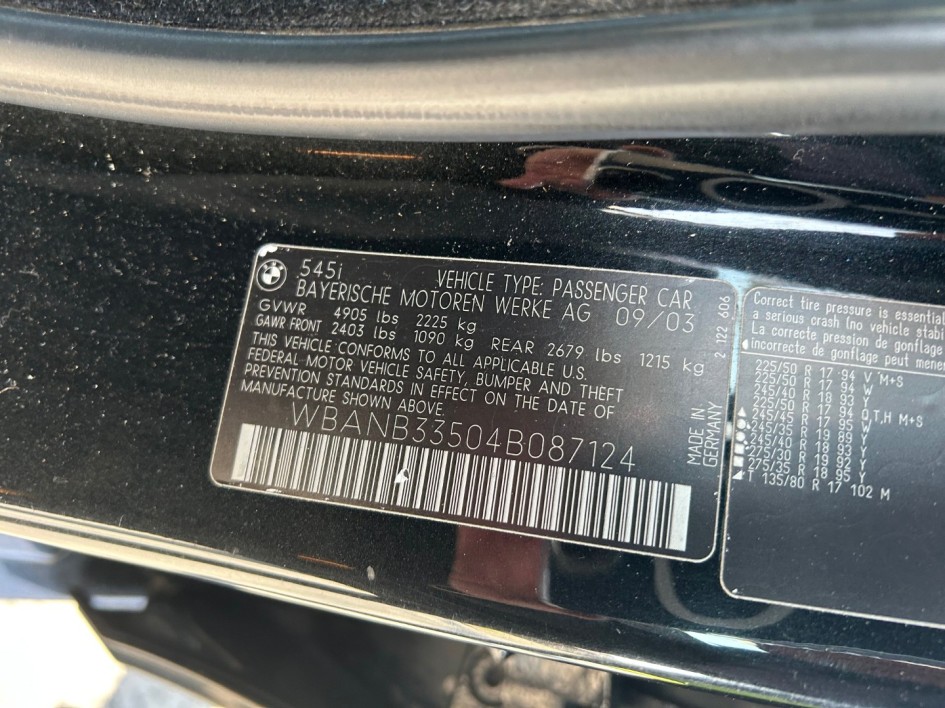 BMW
545i VEHICLE TYPE: PASSENGER CAR
BAYERISCHE MOTOREN WERKE AG 09/03
GVWR 4905 lbs 2225 kg
GAWR FRONT 2403 lbs 1090 kg REAR 2679 lbs 1215 kg
THIS VEHICLE CONFORMS TO ALL APPLICABLE U.S.
FEDERAL MOTOR VEHICLE SAFETY, BUMPER AND THEFT
PREVENTION STANDARDS IN EFFECT ON THE DATE OF
MANUFACTURE SHOWN ABOVE.
WBANB33504B087124
MADE IN
GERMANY
2 122 606
Correct tire pressure is essential
a serious crash (no vehicle stabi
La correcte pression de gonflage
incorrecte de gonflage peut mene
225/50 R 17 94 V M+S
225/50 R 17 94 W
245/40 R 18 93 Y
225/50 R 17 94 Q,T,H M+S
245/45 R 17 95 W
245/35 R 19 89 Y
245/40 R 18 93 Y
275/30 R 19 92 Y
275/35 R 18 95 Y
T 135/80 R 17 102 M